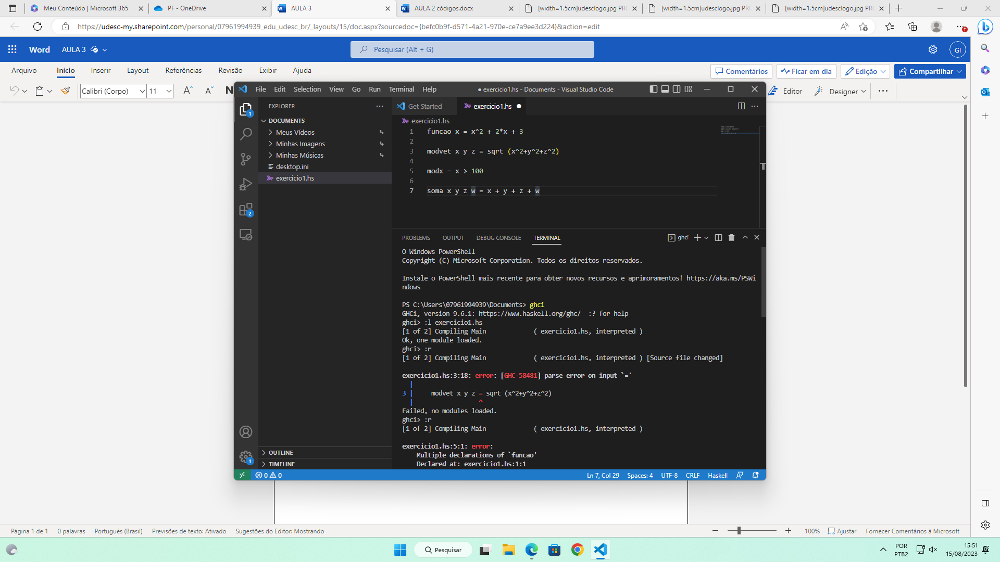 Meu Conteúdo | Microsoft 365
PF - OneDrive
AULA 3
AULA 2 códigos.docx
[width=1.5cm]udesclogo.jpg PRO
[width=1.5cm]udesclogo.jpg PRO
[width=1.5cm]udesclogo.jpg PRO
https://udesc-my.sharepoint.com/personal/07961994939_edu_udesc_br/_layouts/15/doc.aspx?sourcedoc={befc0b9f-d571-4a21-970e-ce7a9ee3d224}&action=edit
Word
AULA 3
Pesquisar (Alt + G)
GI
Arquivo
Início
Inserir
Layout
Referências
Revisão
Exibir
Ajuda
Comentários
Ficar em dia
Edição
Compartilhar
Calibri (Corpo)
11
N
Editor
Designer
File
Edit
Selection
View
Go
Run
Terminal
Help
● exercicio1.hs - Documents - Visual Studio Code
EXPLORER
DOCUMENTS
Meus Vídeos
Minhas Imagens
Minhas Músicas
desktop.ini
exercicio1.hs
OUTLINE
TIMELINE
1
2
1
Get Started
exercicio1.hs
exercicio1.hs
1 funcao x = x^2 + 2*x + 3
2
3 modvet x y z = sqrt (x^2+y^2+z^2)
4
5 modx = x > 100
6
7 soma x y z w = x + y + z + w
PROBLEMS
OUTPUT
DEBUG CONSOLE
TERMINAL
ghci
O Windows PowerShell
Copyright (C) Microsoft Corporation. Todos os direitos reservados.
Instale o PowerShell mais recente para obter novos recursos e aprimoramentos! https://aka.ms/PSWi
ndows
PS C:\Users\07961994939\Documents> ghci
GHCi, version 9.6.1: https://www.haskell.org/ghc/  :? for help
ghci> :l exercicio1.hs
[1 of 2] Compiling Main             ( exercicio1.hs, interpreted )
Ok, one module loaded.
ghci> :r
[1 of 2] Compiling Main             ( exercicio1.hs, interpreted ) [Source file changed]
exercicio1.hs:3:18: error: [GHC-58481] parse error on input `='
|
3 |     modvet x y z = sqrt (x^2+y^2+z^2)
|                  ^
Failed, no modules loaded.
ghci> :r
[1 of 2] Compiling Main             ( exercicio1.hs, interpreted )
exercicio1.hs:5:1: error:
Multiple declarations of `funcao'
Declared at: exercicio1.hs:1:1
0
0
Ln 7, Col 29
Spaces: 4
UTF-8
CRLF
Haskell
Página 1 de 1
0 palavras
Português (Brasil)
Previsões de texto: Ativado
Sugestões do Editor: Mostrando
100%
Ajustar
Fornecer Comentários à Microsoft
Pesquisar
POR
PTB2
15:51
15/08/2023